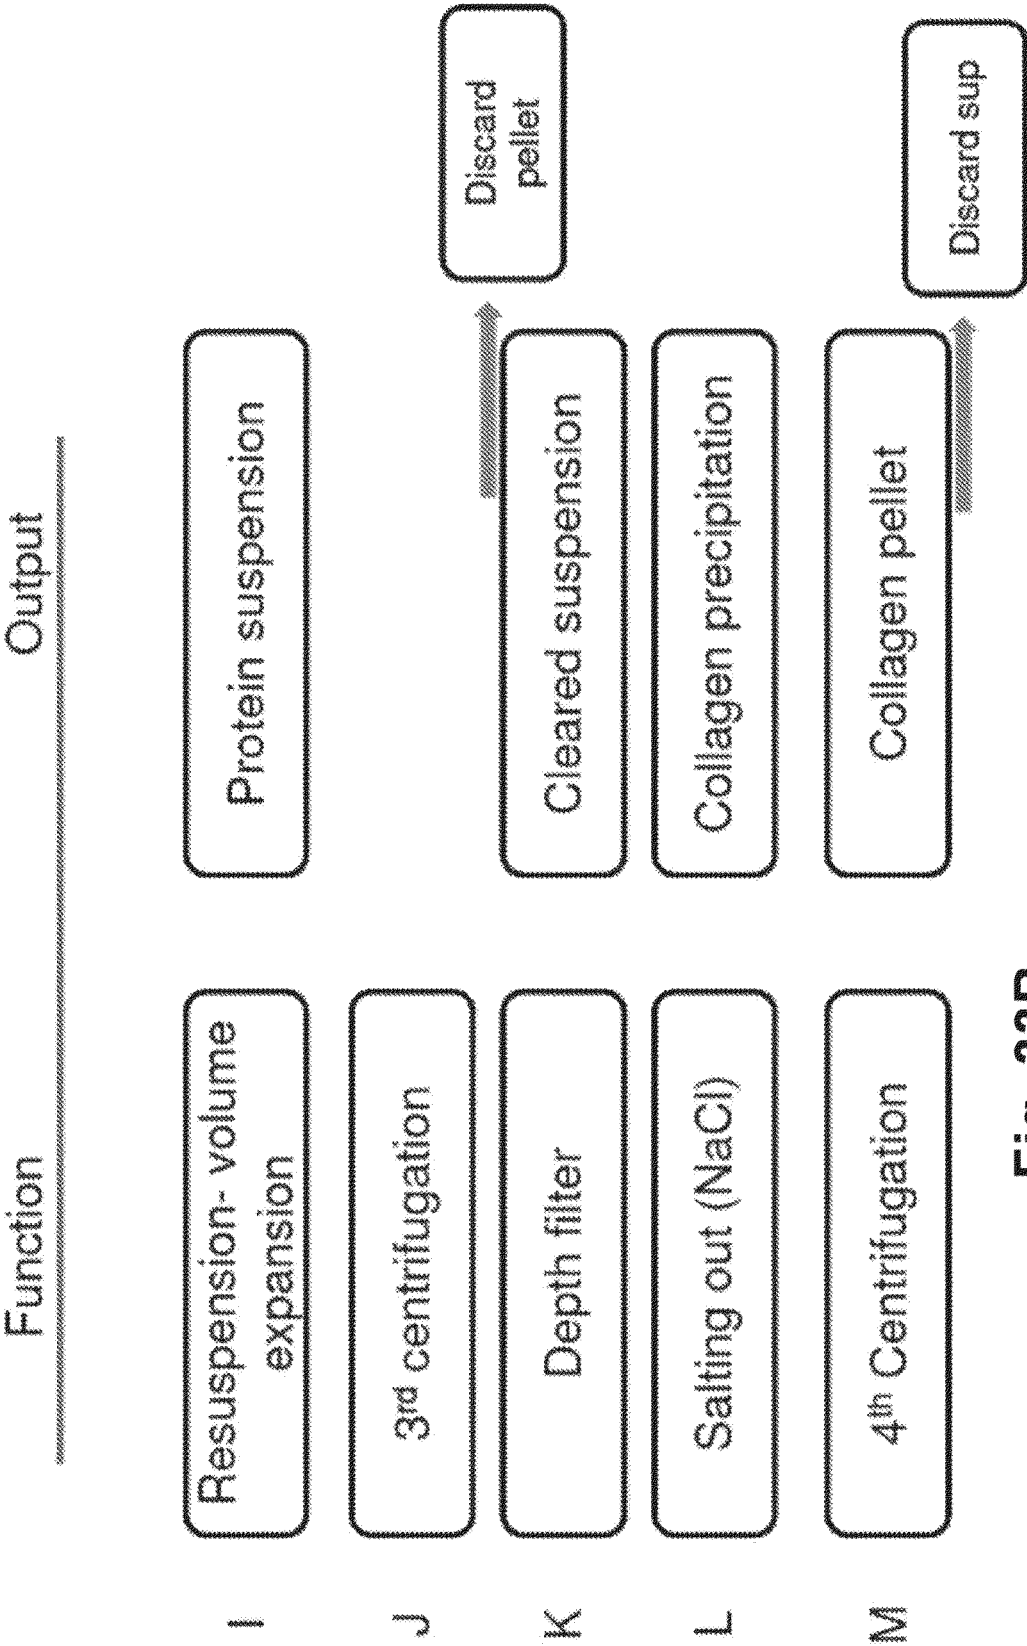 Function
Output
I
Resuspension- volume
expansion
Protein suspension
J
3rd centrifugation
Discard
pellet
K
Depth filter
Cleared suspension
L
Salting out (NaCl)
Collagen precipitation
M
4th Centrifugation
Collagen pellet
Discard sup